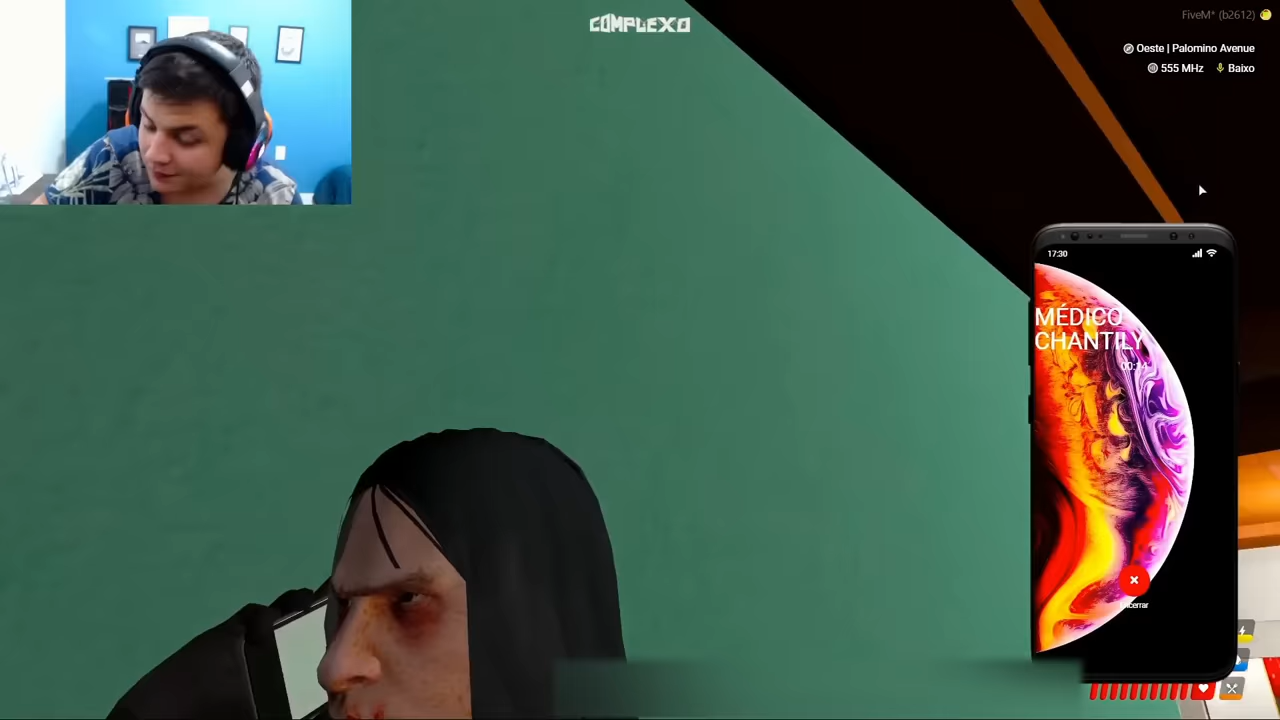 COMPLEXO
FiveM* (b2612)
Oeste | Palomino Avenue
555 MHz Baixo
17:30
MÉDICO
CHANTILY